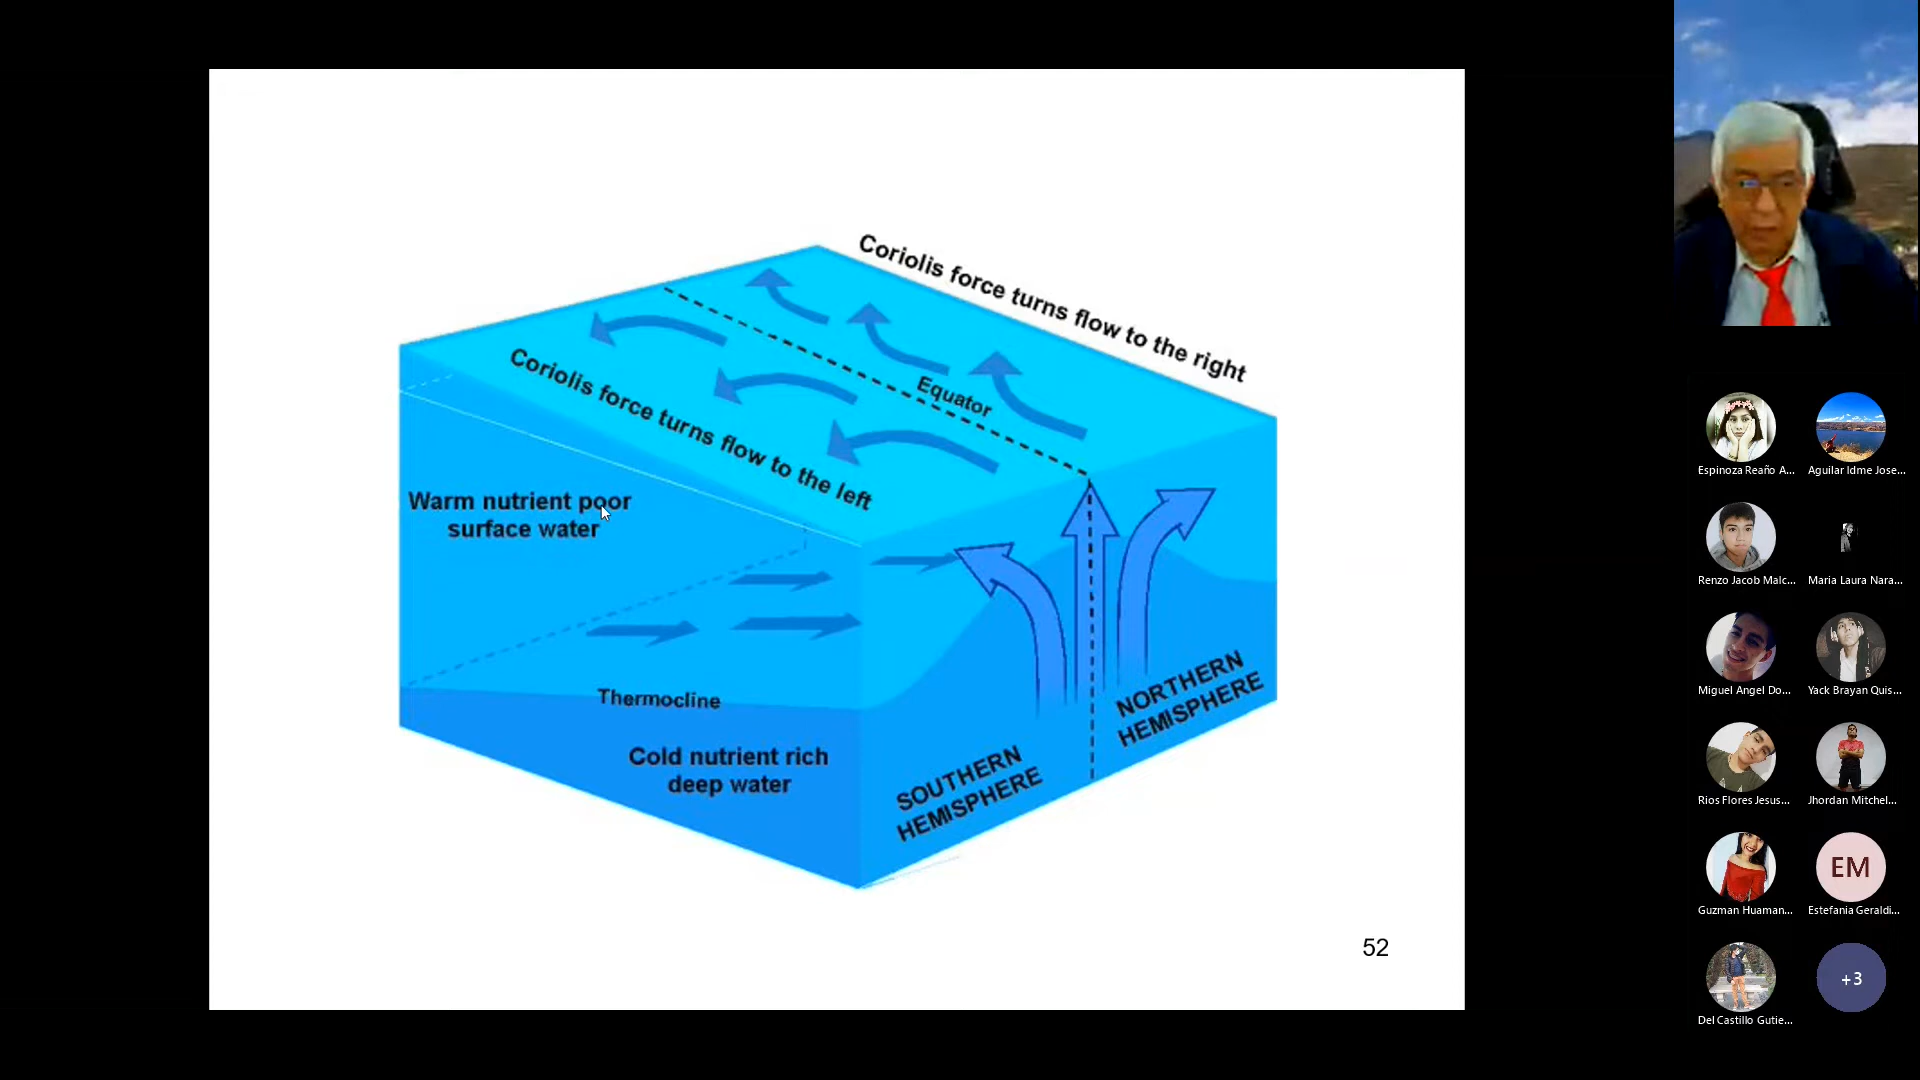 Coriolis force turns flow to the right
Equator
Coriolis force turns flow to the left
Warm nutrient poor
surface water
Thermocline
Cold nutrient rich
deep water
SOUTHERN
HEMISPHERE
NORTHERN
HEMISPHERE
52
Espinoza Reaño A...
Aguilar Idme Jose...
Renzo Jacob Malc...
Maria Laura Nara...
Miguel Angel Do...
Yack Brayan Quis...
Rios Flores Jesus...
Jhordan Mitchel...
Guzman Huaman...
EM
Estefania Geraldi...
Del Castillo Gutie...
+3